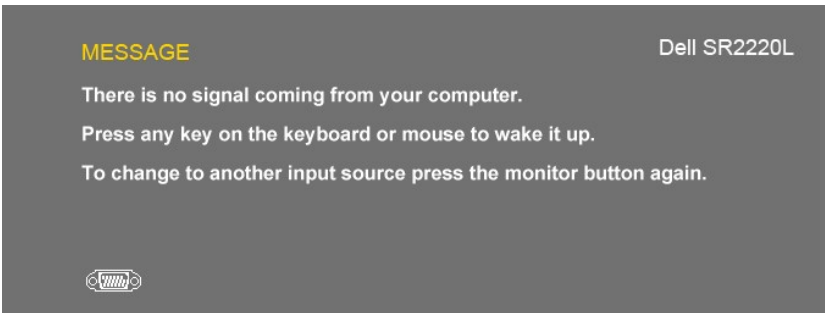 MESSAGE
Dell SR2220L
There is no signal coming from your computer.
Press any key on the keyboard or mouse to wake it up.
To change to another input source press the monitor button again.